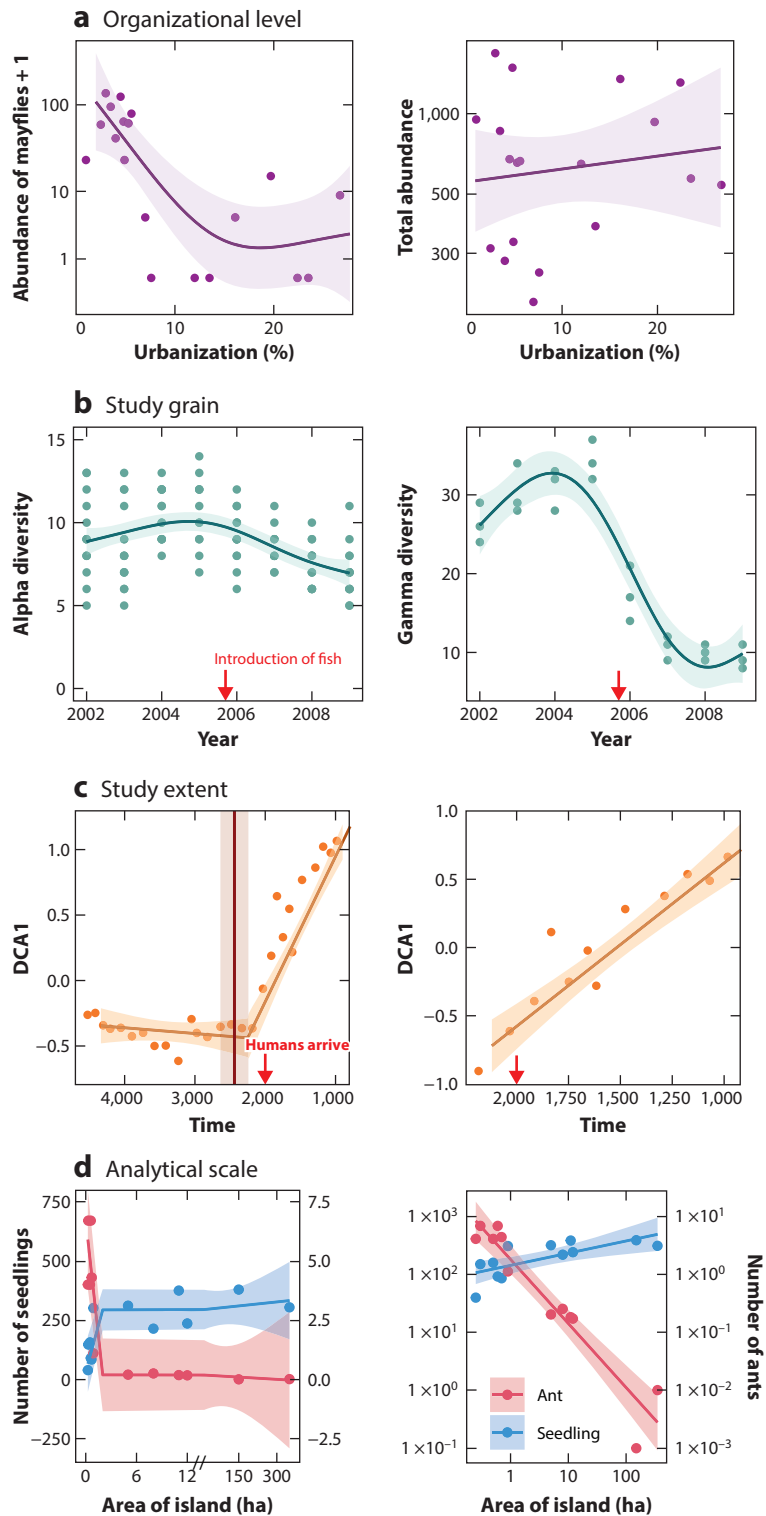 a Organizational level
Abundance of mayflies + 1
100
10
1
0
10
20
Urbanization (%)
Total abundance
1,000
500
300
0
10
20
Urbanization (%)
b Study grain
Alpha diversity
15
10
5
0
Introduction of fish
2002
2004
2006
2008
Year
Gamma diversity
30
20
10
2002
2004
2006
2008
Year
c Study extent
DCA1
1.0
0.5
0.0
−0.5
Humans arrive
4,000
3,000
2,000
1,000
Time
DCA1
1.0
0.5
0.0
−0.5
−1.0
2,000
1,750
1,500
1,250
1,000
Time
d Analytical scale
Number of seedlings
750
500
250
0
−250
7.5
5.0
2.5
0.0
−2.5
0
6
12
//
150
300
Area of island (ha)
1 × 10³
1 × 10²
1 × 10¹
1 × 10⁰
1 × 10⁻¹
1 × 10¹
1 × 10⁰
1 × 10⁻¹
1 × 10⁻²
1 × 10⁻³
Number of ants
Ant
Seedling
1
10
100
Area of island (ha)